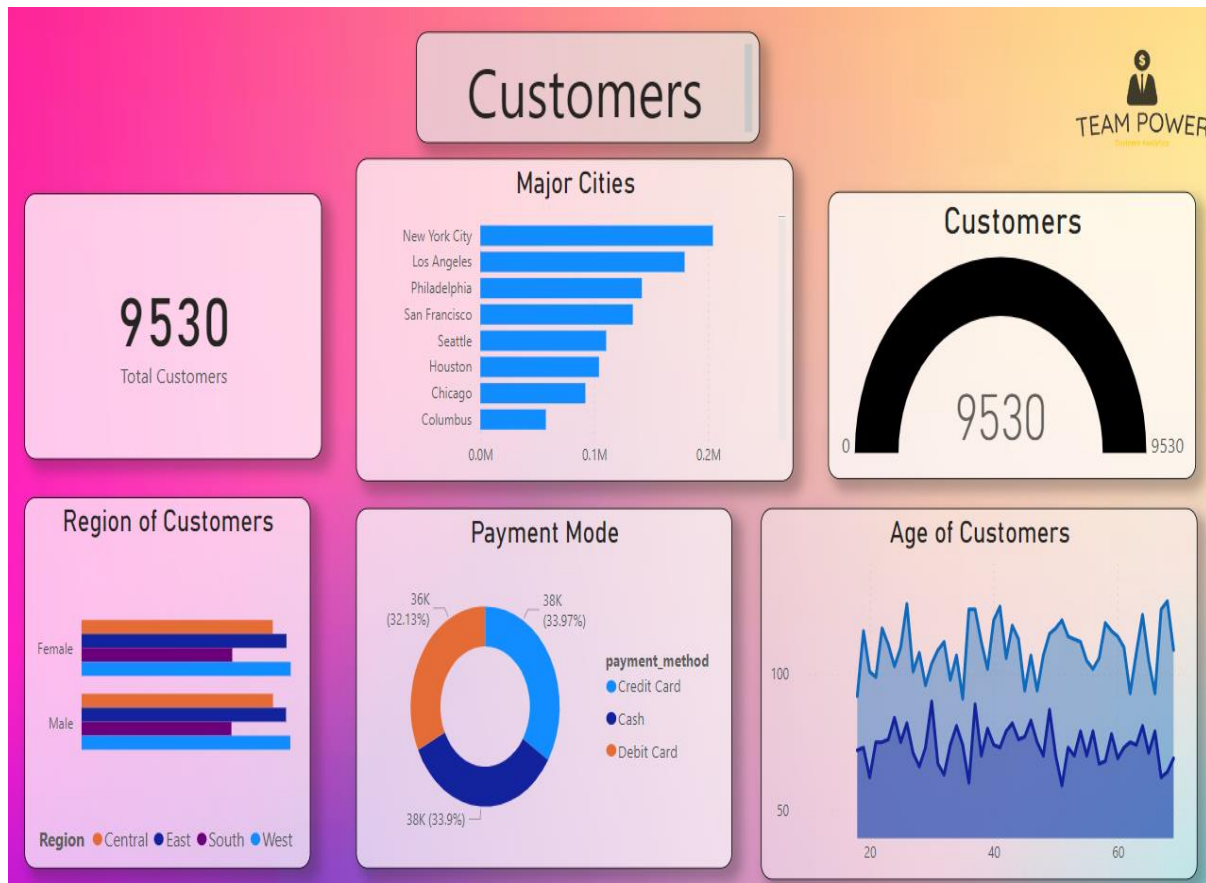 Customers
TEAM POWER
9530
Total Customers
Major Cities
New York City
Los Angeles
Philadelphia
San Francisco
Seattle
Houston
Chicago
Columbus
0.0M 0.1M 0.2M
Customers
9530
0 9530
Region of Customers
Female
Male
Region Central East South West
Payment Mode
36K
(32.13%)
38K
(33.97%)
38K (33.9%)
payment_method
Credit Card
Cash
Debit Card
Age of Customers
100
50
20 40 60